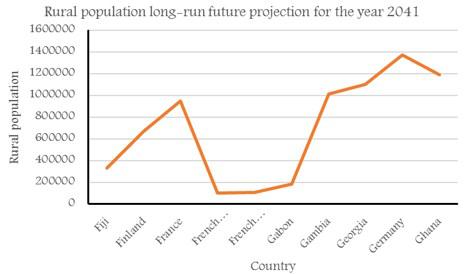 Rural population long-run future projection for the year 2041
1600000
1400000
1200000
1000000
800000
600000
400000
200000
0
Rural population
Fiji
Finland
France
French...
French...
Gabon
Gambia
Georgia
Germany
Ghana
Country